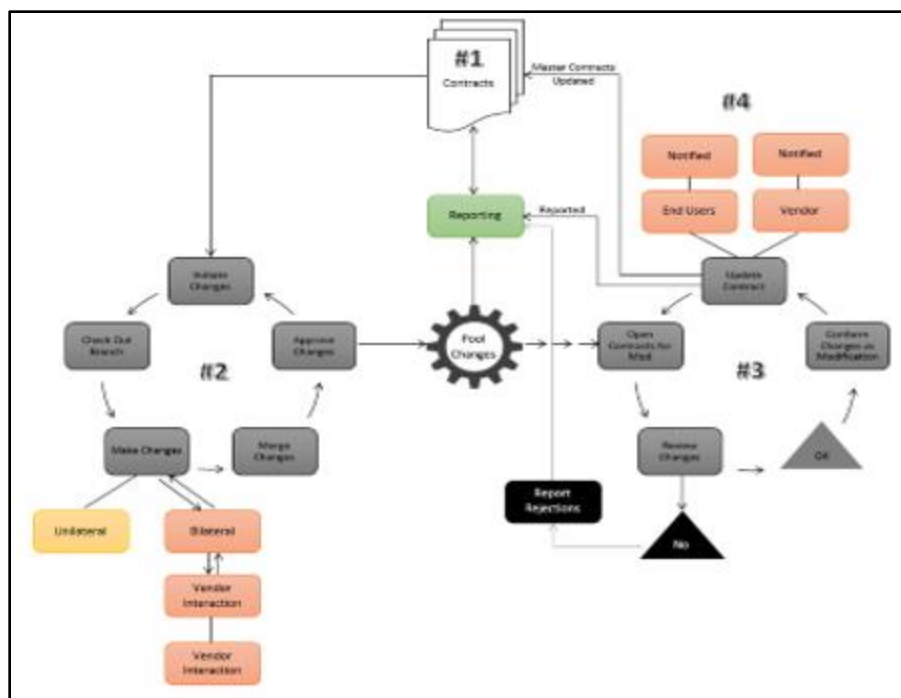 #1
Contracts
Master Contracts
Updated
#4
Notified
Notified
End Users
Vendor
Reporting
Reported
Initiate
Changes
Update
Contract
Check Out
Branch
Approve
Changes
Pool
Changes
Open
Contracts for
Mod
Conform
Changes as
Modification
#2
#3
Make Changes
Merge
Changes
Review
Changes
OK
Unilateral
Bilateral
Report
Rejections
No
Vendor
Interaction
Vendor
Interaction